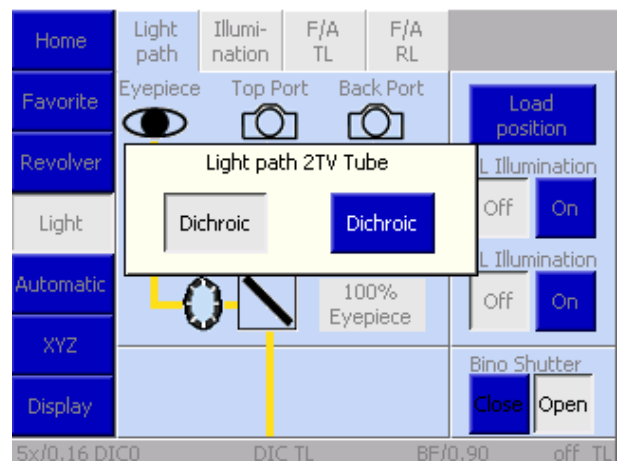 Home
Light path
Illumi-nation
F/A TL
F/A RL
Favorite
Eyepiece
Top Port
Back Port
Load position
Revolver
Light path 2TV Tube
L Illumination
Light
Dichroic
Dichroic
Off
On
L Illumination
Automatic
100% Eyepiece
Off
On
XYZ
Bino Shutter
Display
Close
Open
5x/0.16 DIC0
DIC TL
BF/0.90
off TL